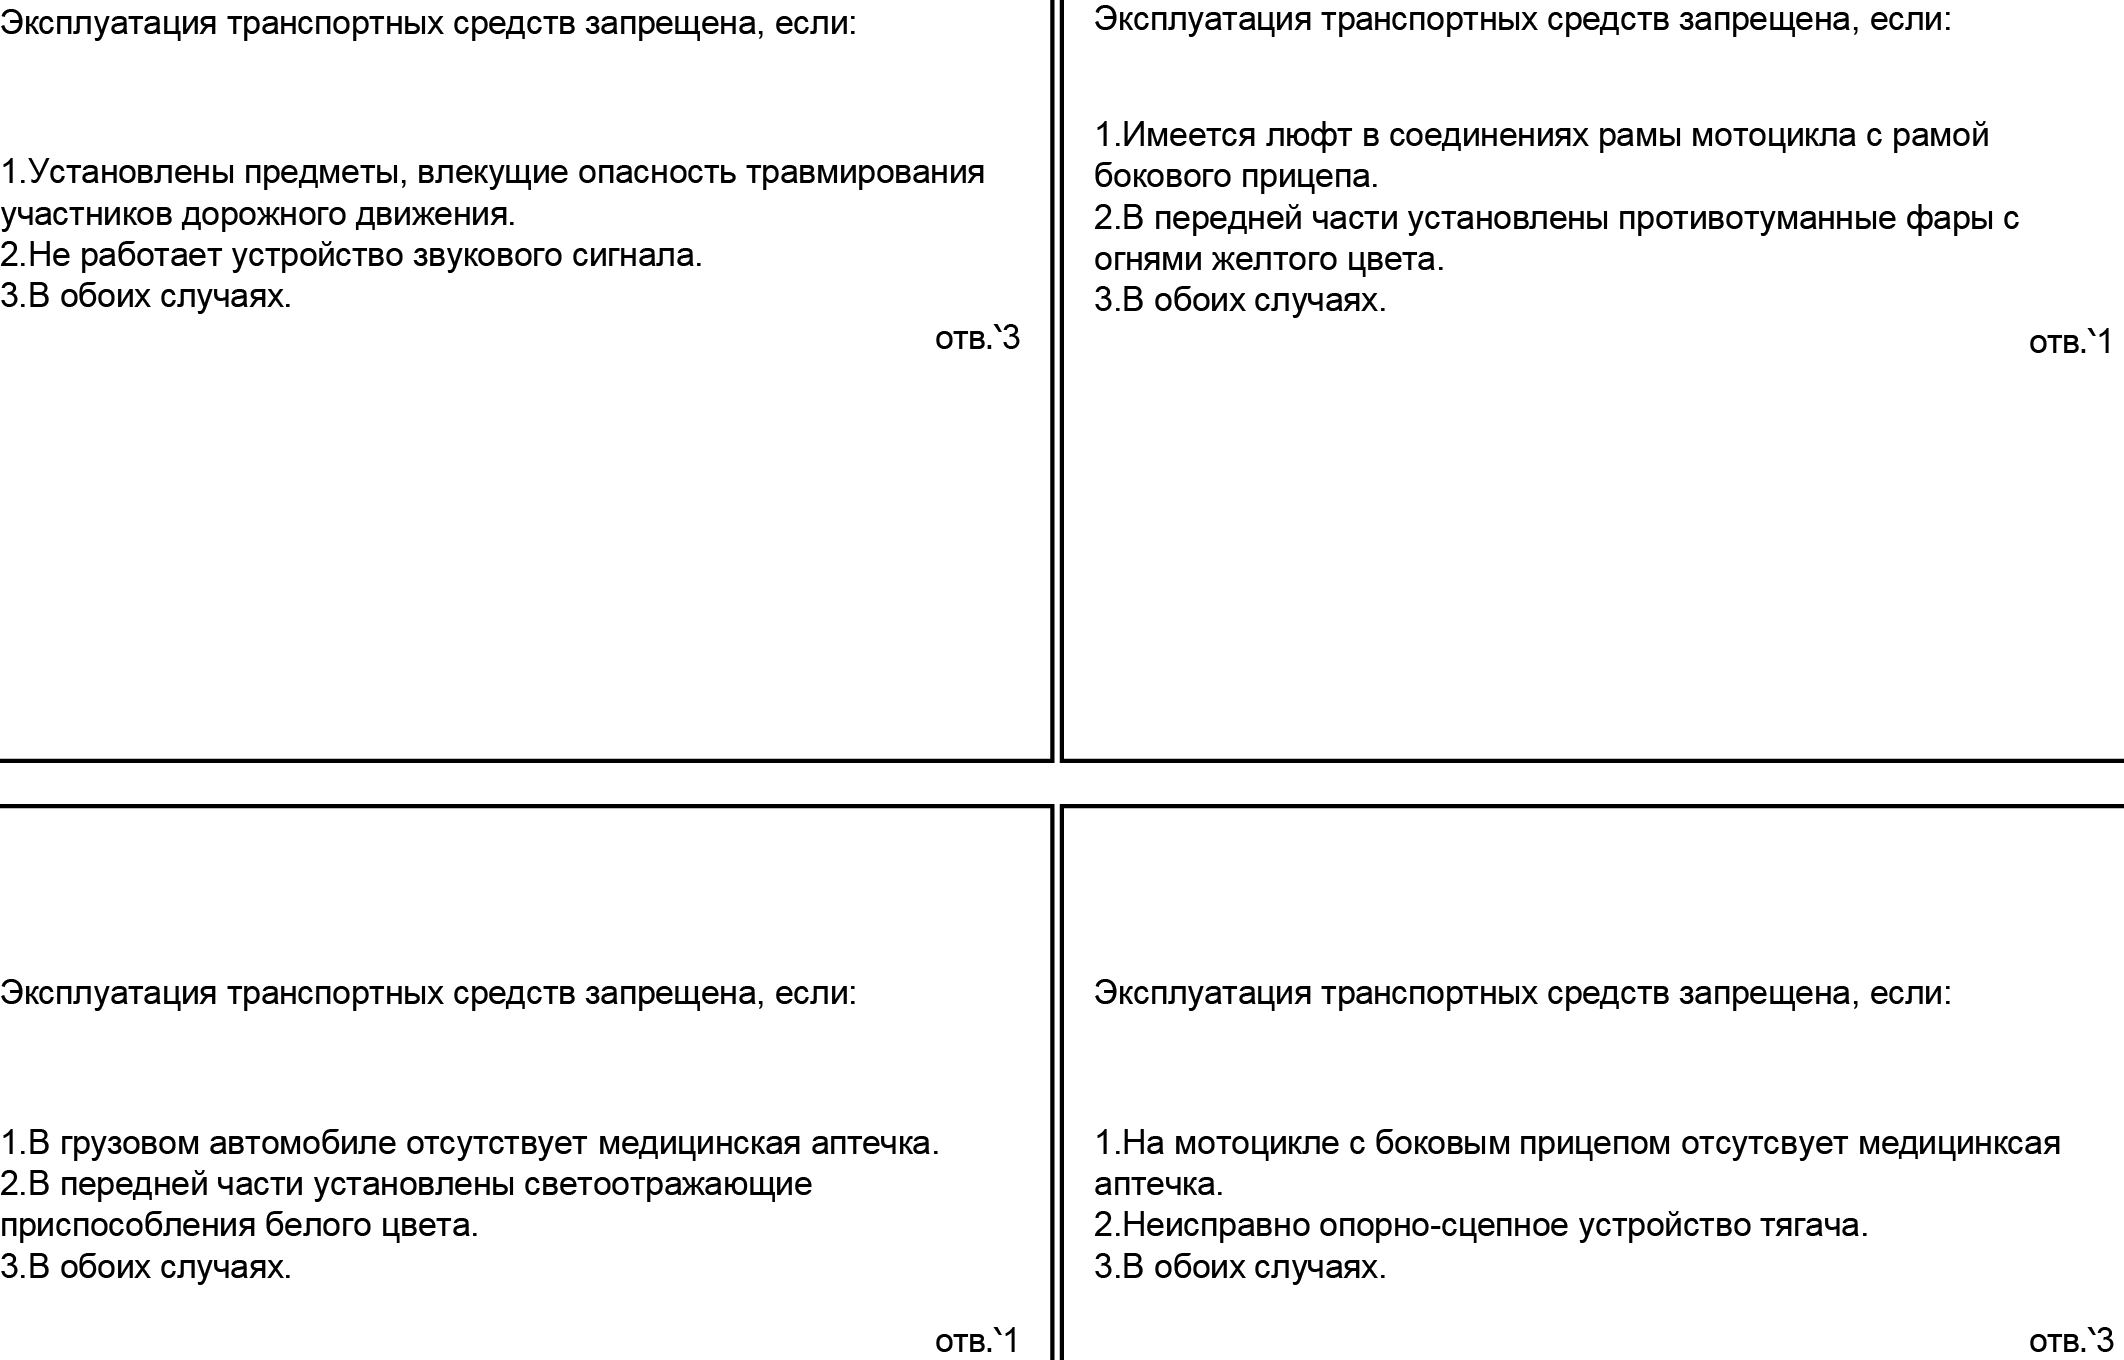 Эксплуатация транспортных средств запрещена, если:
1.Установлены предметы, влекущие опасность травмирования
участников дорожного движения.
2.Не работает устройство звукового сигнала.
3.В обоих случаях.
отв.`3
Эксплуатация транспортных средств запрещена, если:
1.Имеется люфт в соединениях рамы мотоцикла с рамой
бокового прицепа.
2.В передней части установлены противотуманные фары с
огнями желтого цвета.
3.В обоих случаях.
отв.`1
Эксплуатация транспортных средств запрещена, если:
1.В грузовом автомобиле отсутствует медицинская аптечка.
2.В передней части установлены светоотражающие
приспособления белого цвета.
3.В обоих случаях.
отв.`1
Эксплуатация транспортных средств запрещена, если:
1.На мотоцикле с боковым прицепом отсутсвует медицинксая
аптечка.
2.Неисправно опорно-сцепное устройство тягача.
3.В обоих случаях.
отв.`3